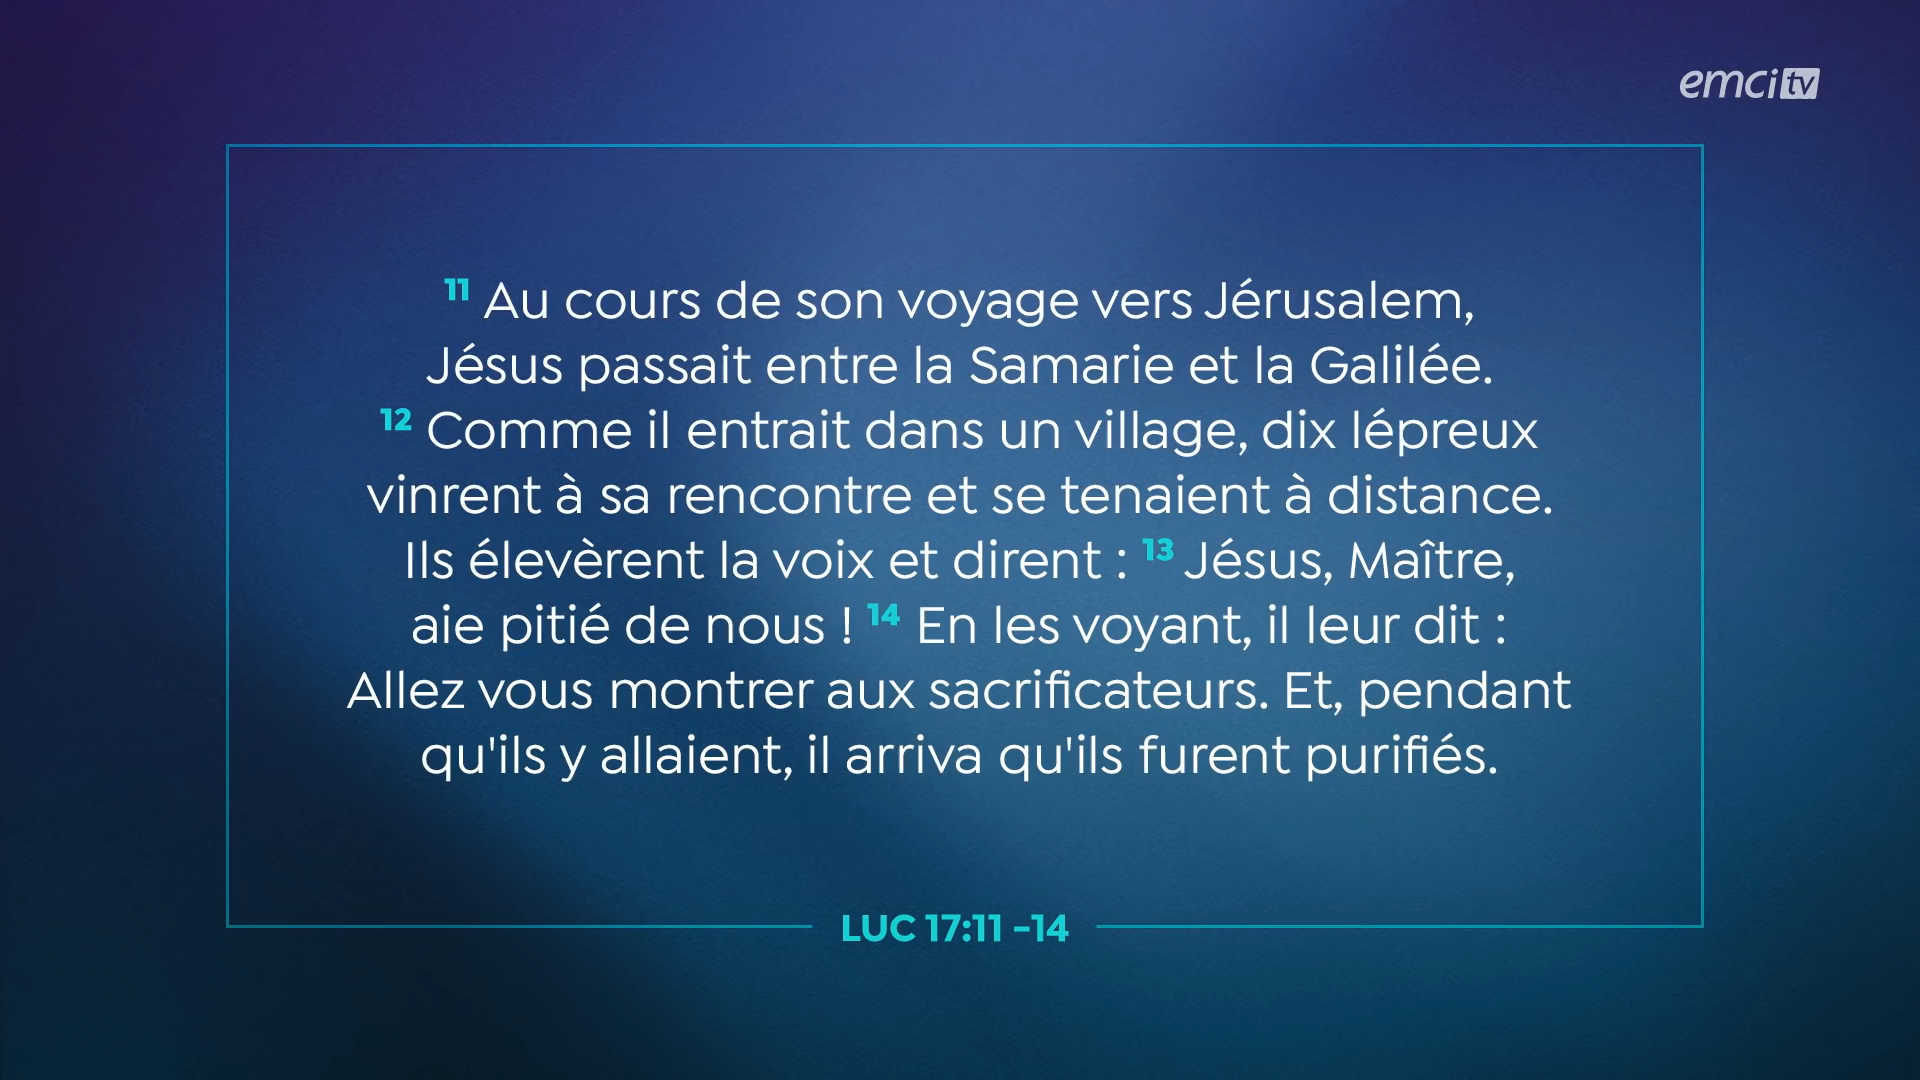 emci tv
11 Au cours de son voyage vers Jérusalem,
Jésus passait entre la Samarie et la Galilée.
12 Comme il entrait dans un village, dix lépreux
vinrent à sa rencontre et se tenaient à distance.
Ils élevèrent la voix et dirent : 13 Jésus, Maître,
aie pitié de nous ! 14 En les voyant, il leur dit :
Allez vous montrer aux sacrificateurs. Et, pendant
qu'ils y allaient, il arriva qu'ils furent purifiés.
LUC 17:11 -14